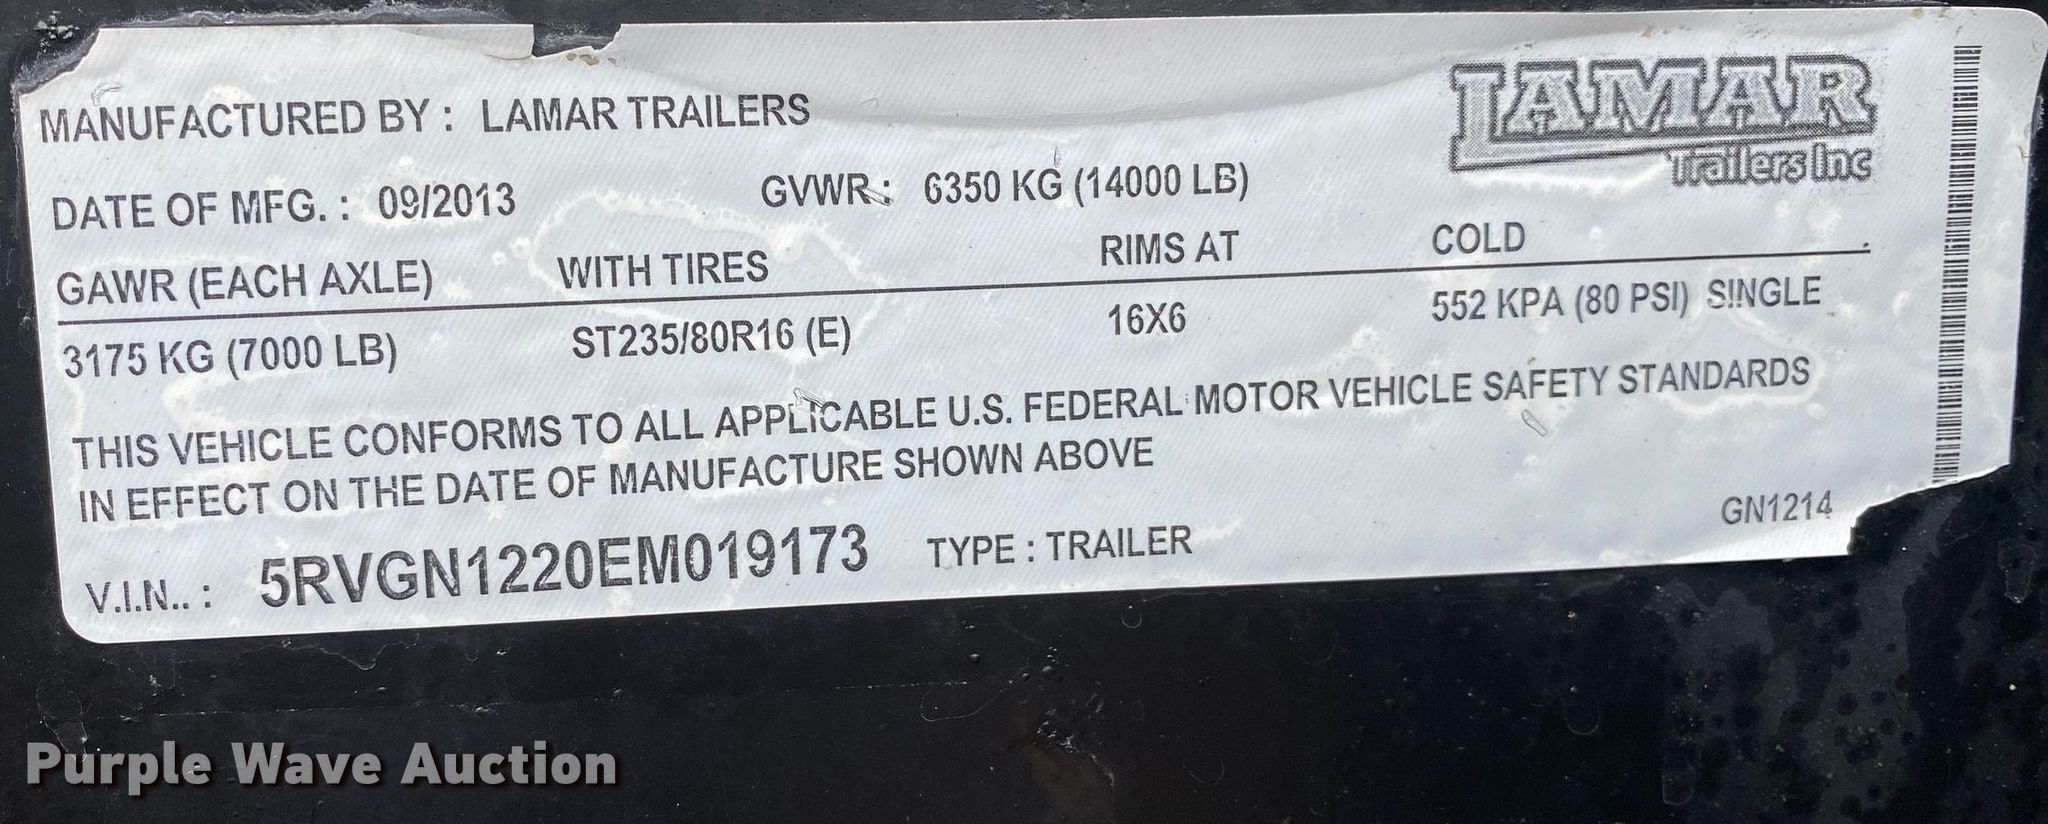 MANUFACTURED BY : LAMAR TRAILERS
LAMAR
Trailers Inc
DATE OF MFG. : 09/2013 GVWR : 6350 KG (14000 LB)
GAWR (EACH AXLE) WITH TIRES RIMS AT COLD
3175 KG (7000 LB) ST235/80R16 (E) 16X6 552 KPA (80 PSI) SINGLE
THIS VEHICLE CONFORMS TO ALL APPLICABLE U.S. FEDERAL MOTOR VEHICLE SAFETY STANDARDS
IN EFFECT ON THE DATE OF MANUFACTURE SHOWN ABOVE
V.I.N.. : 5RVGN1220EM019173 TYPE : TRAILER
GN1214
Purple Wave Auction